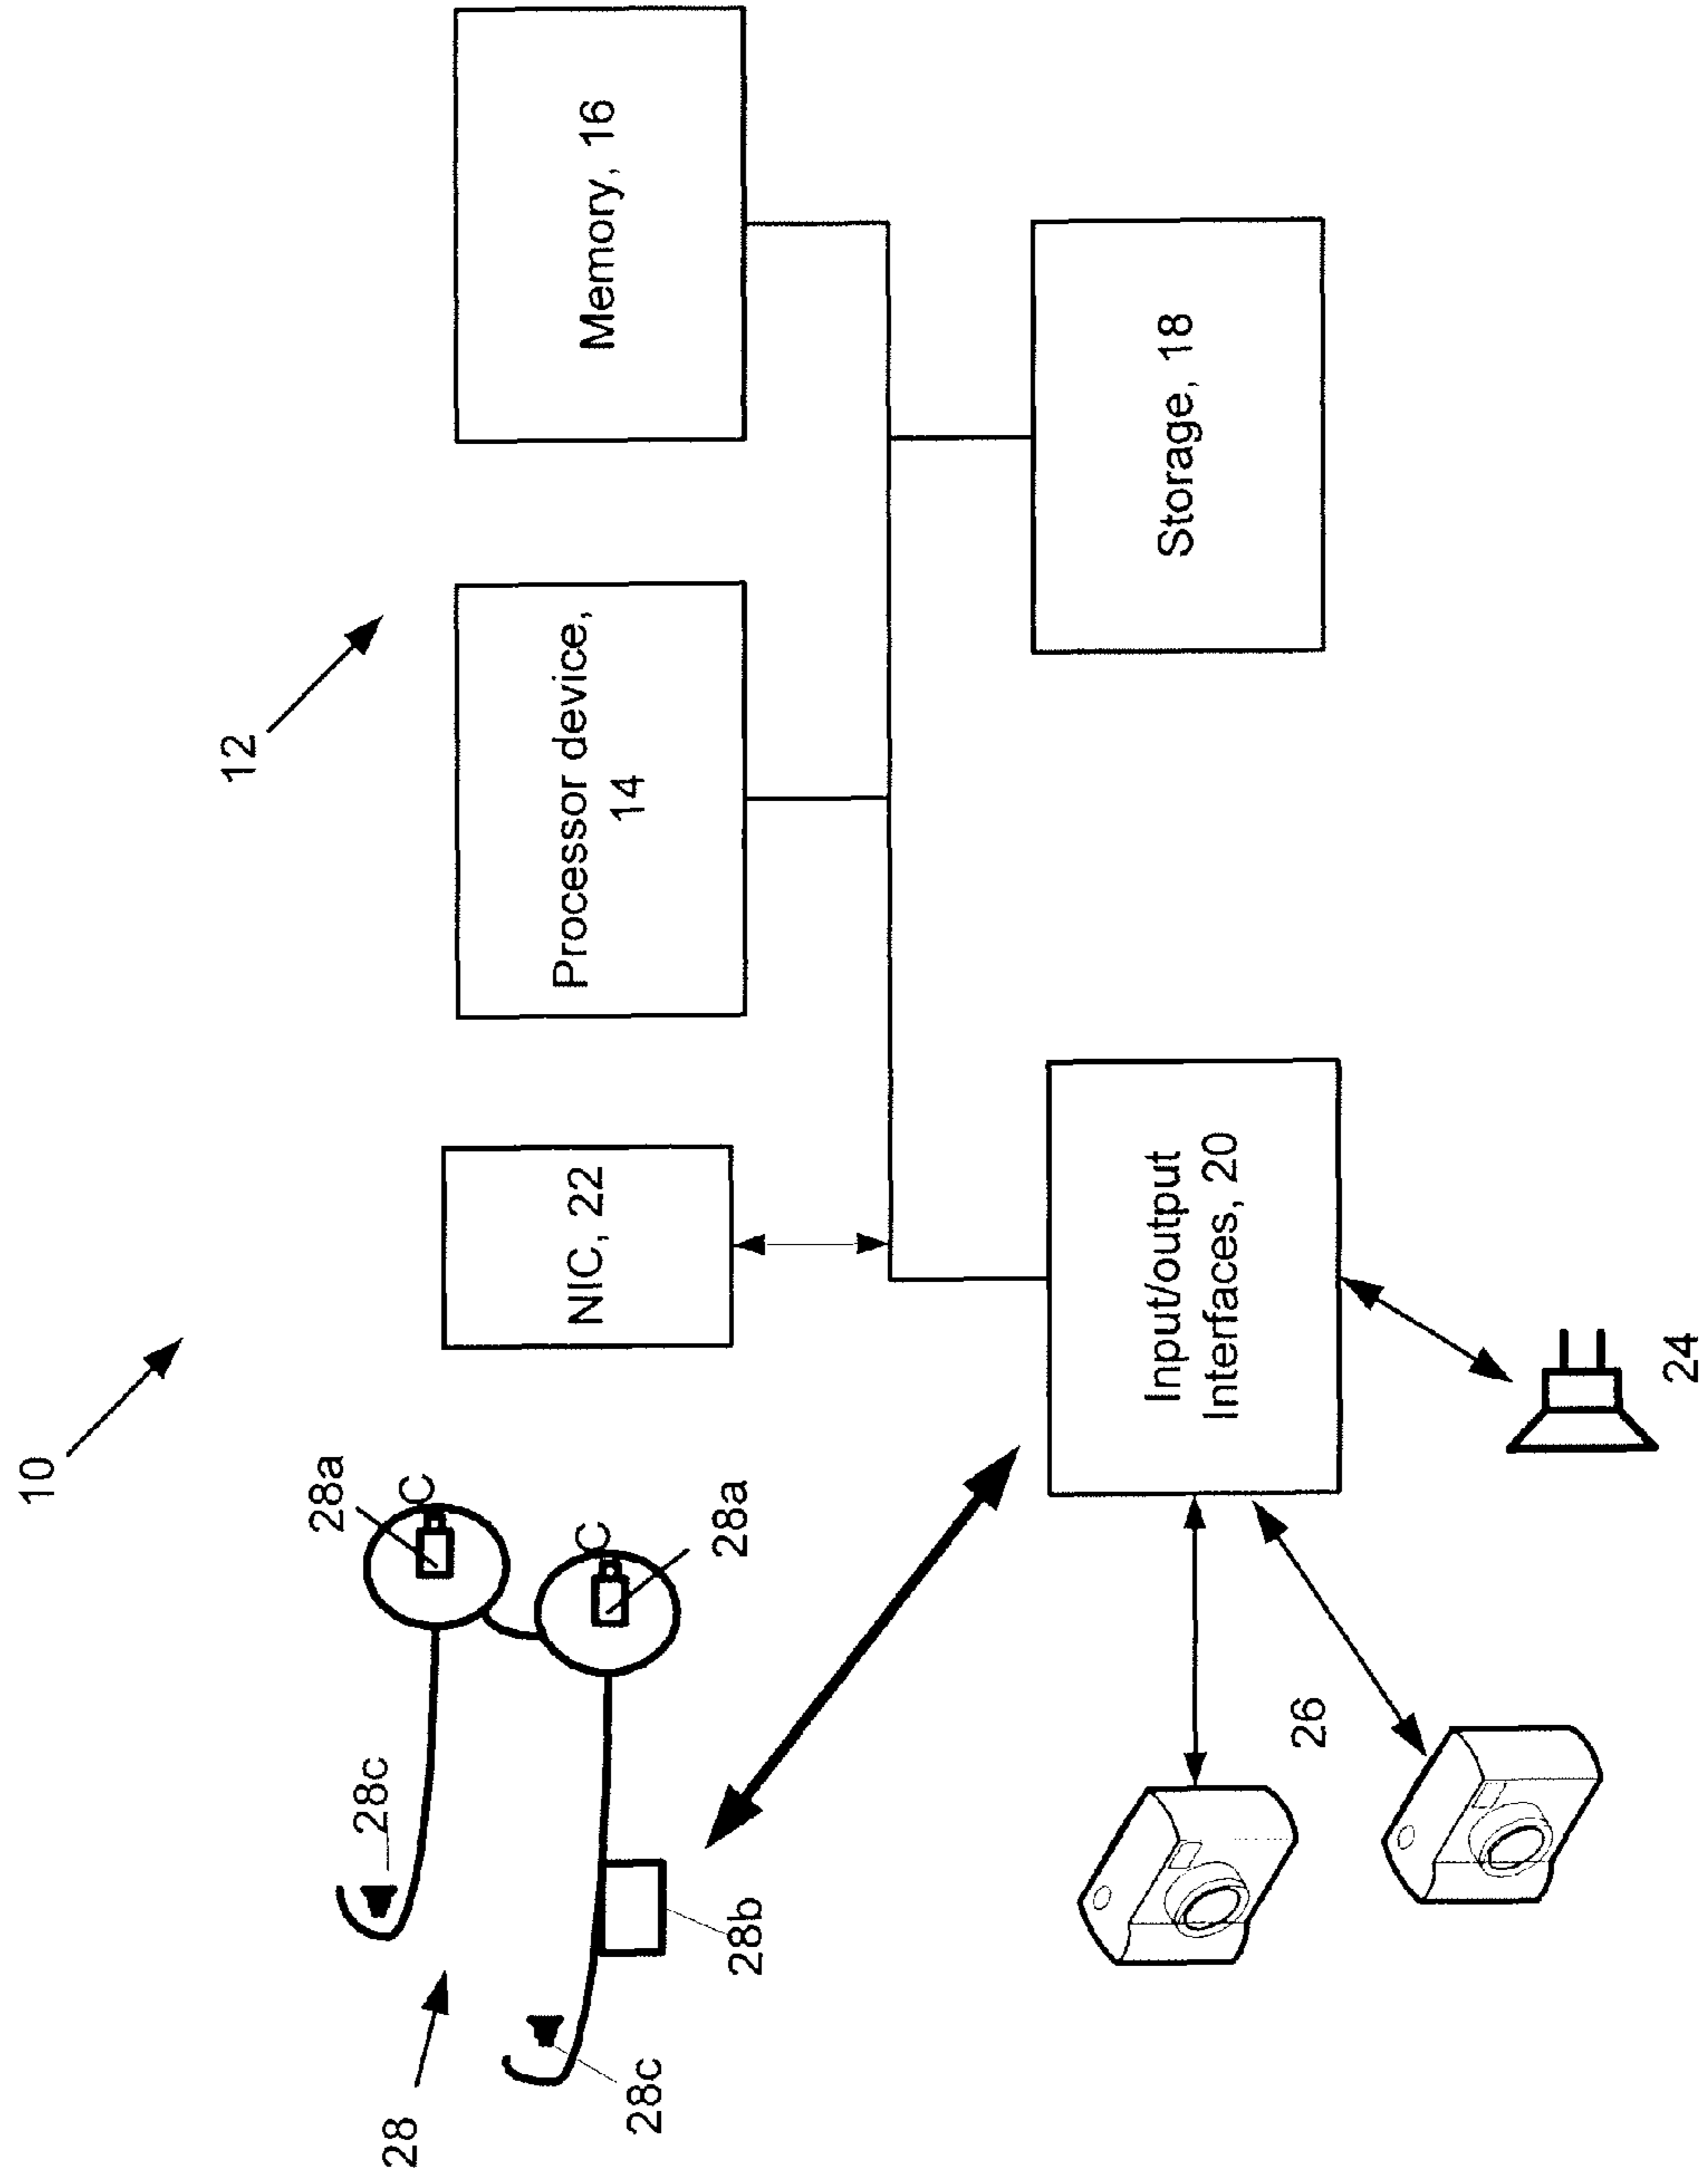 10
12
28a
28c
28
C
C
28c
28a
28b
NIC, 22
Processor device,
14
Memory, 16
Input/output
Interfaces, 20
Storage, 18
26
24